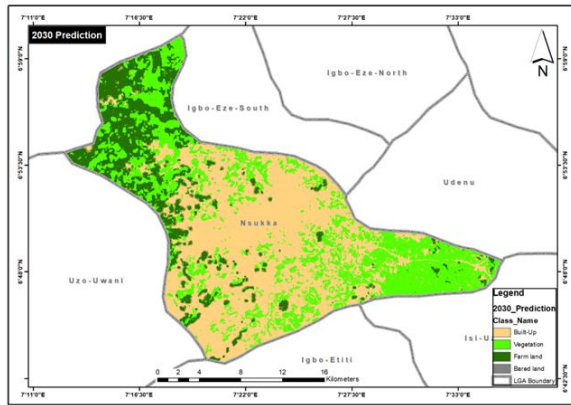 7°11'0"E 7°16'30"E 7°22'0"E 7°27'30"E 7°33'0"E
2030 Prediction
N
Igbo-Eze-North
Igbo-Eze-South
Udenu
Nsukka
Uzo-Uwani
Legend
2030_Prediction
Class_Name
Built-Up
Vegetation
Farm land
Bared land
LGA Boundary
Isi-U
Igbo-Etiti
0 2 4 8 12 16
Kilometers
7°11'0"E 7°16'30"E 7°22'0"E 7°27'30"E 7°33'0"E